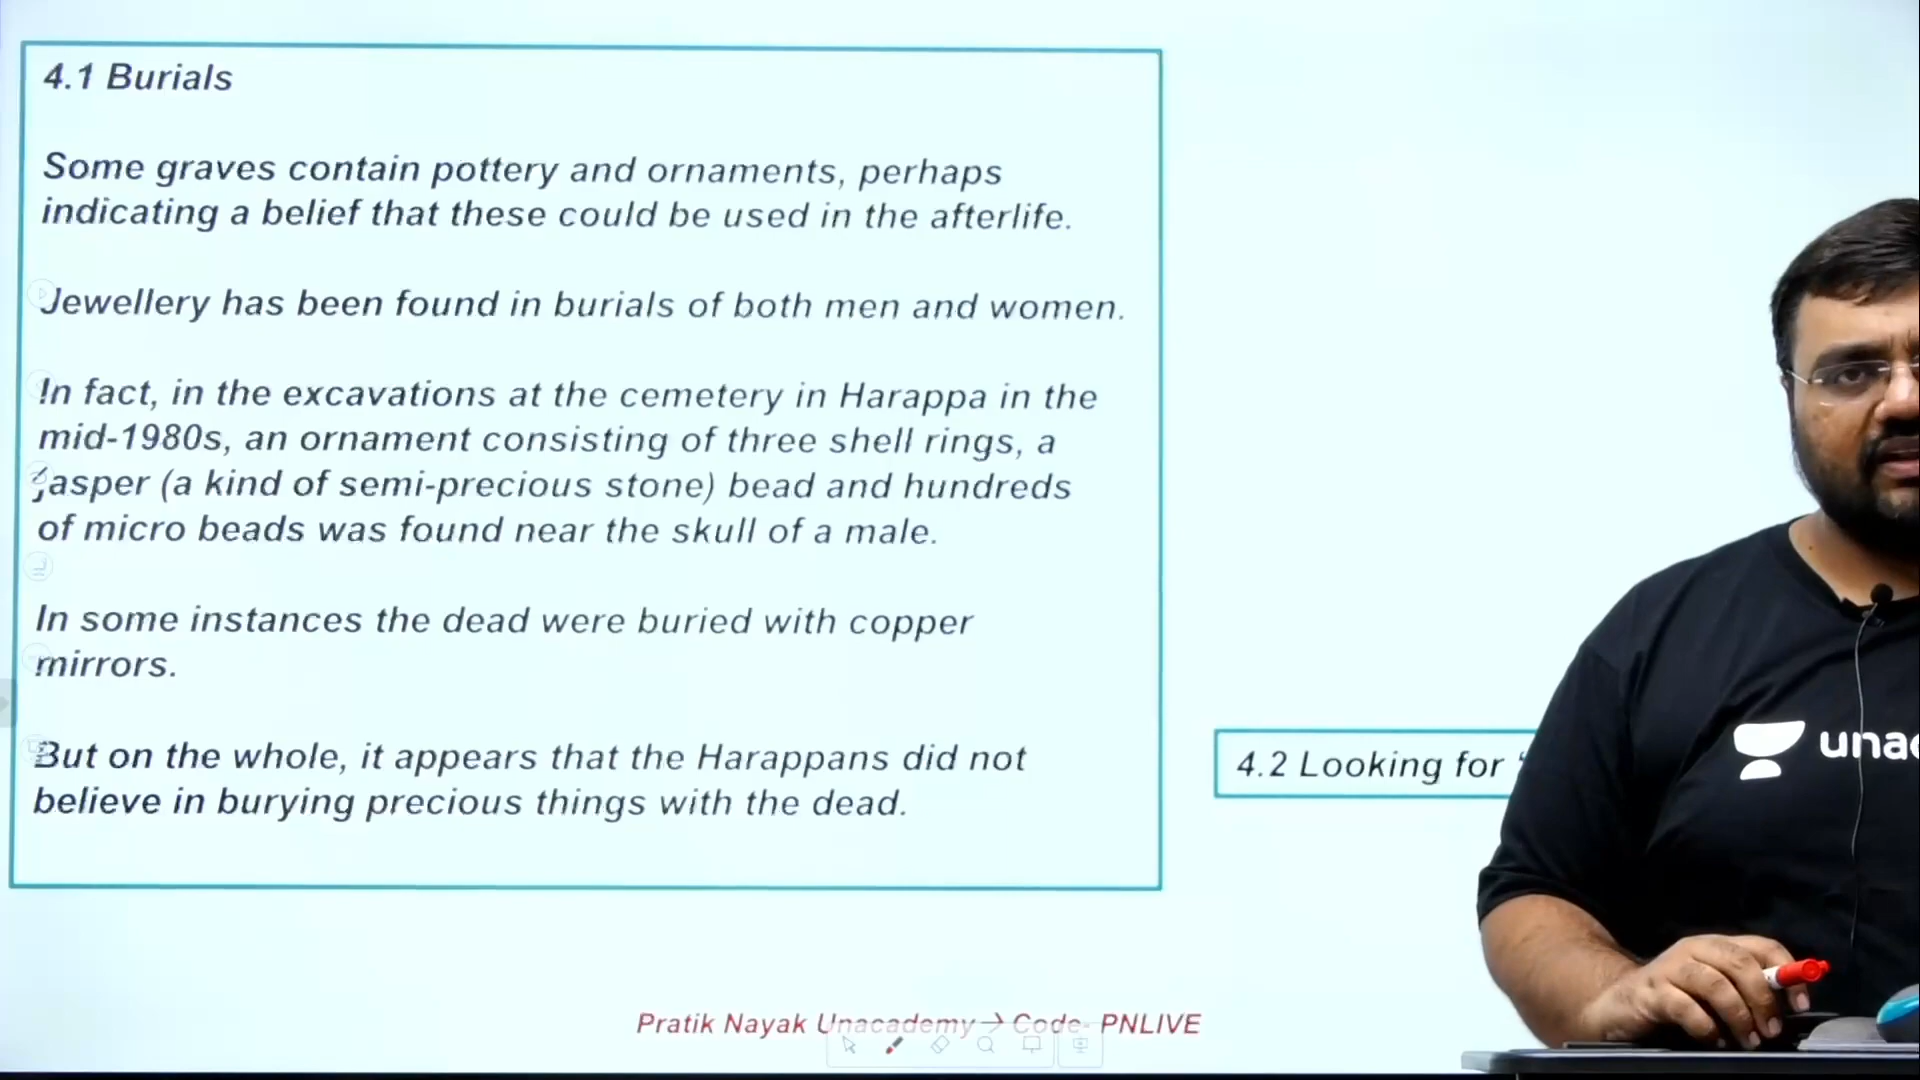 4.1 Burials
Some graves contain pottery and ornaments, perhaps
indicating a belief that these could be used in the afterlife.
Jewellery has been found in burials of both men and women.
In fact, in the excavations at the cemetery in Harappa in the
mid-1980s, an ornament consisting of three shell rings, a
jasper (a kind of semi-precious stone) bead and hundreds
of micro beads was found near the skull of a male.
In some instances the dead were buried with copper
mirrors.
But on the whole, it appears that the Harappans did not
believe in burying precious things with the dead.
4.2 Looking for
unac
Pratik Nayak Unacademy → Code- PNLIVE